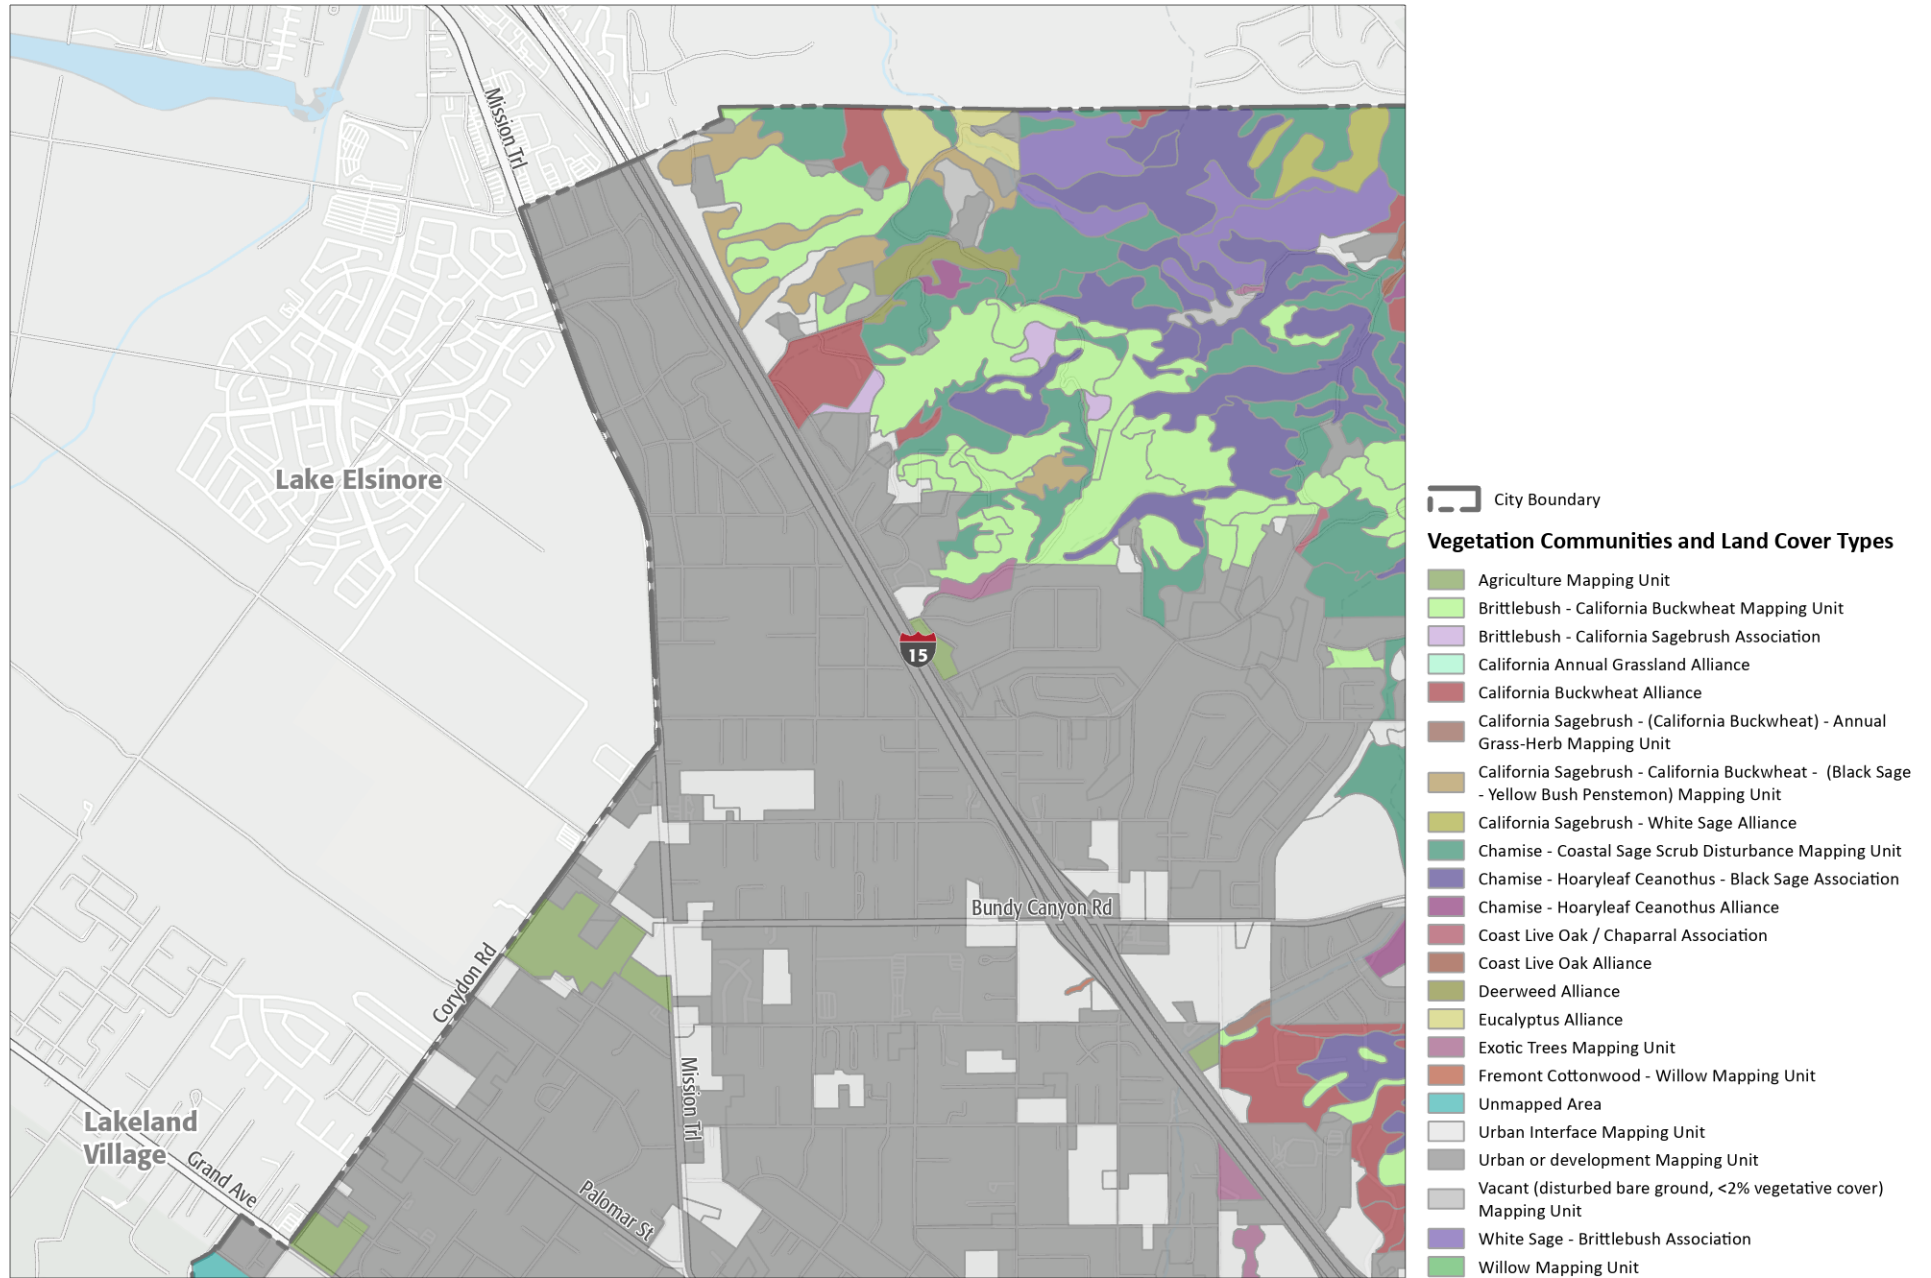 Mission Trl
Lake Elsinore
15
Bundy Canyon Rd
Corydon Rd
Mission Trl
Lakeland
Village
Grand Ave
Palomar St
City Boundary
Vegetation Communities and Land Cover Types
Agriculture Mapping Unit
Brittlebush - California Buckwheat Mapping Unit
Brittlebush - California Sagebrush Association
California Annual Grassland Alliance
California Buckwheat Alliance
California Sagebrush - (California Buckwheat) - Annual
Grass-Herb Mapping Unit
California Sagebrush - California Buckwheat - (Black Sage
- Yellow Bush Penstemon) Mapping Unit
California Sagebrush - White Sage Alliance
Chamise - Coastal Sage Scrub Disturbance Mapping Unit
Chamise - Hoaryleaf Ceanothus - Black Sage Association
Chamise - Hoaryleaf Ceanothus Alliance
Coast Live Oak / Chaparral Association
Coast Live Oak Alliance
Deerweed Alliance
Eucalyptus Alliance
Exotic Trees Mapping Unit
Fremont Cottonwood - Willow Mapping Unit
Unmapped Area
Urban Interface Mapping Unit
Urban or development Mapping Unit
Vacant (disturbed bare ground, <2% vegetative cover)
Mapping Unit
White Sage - Brittlebush Association
Willow Mapping Unit